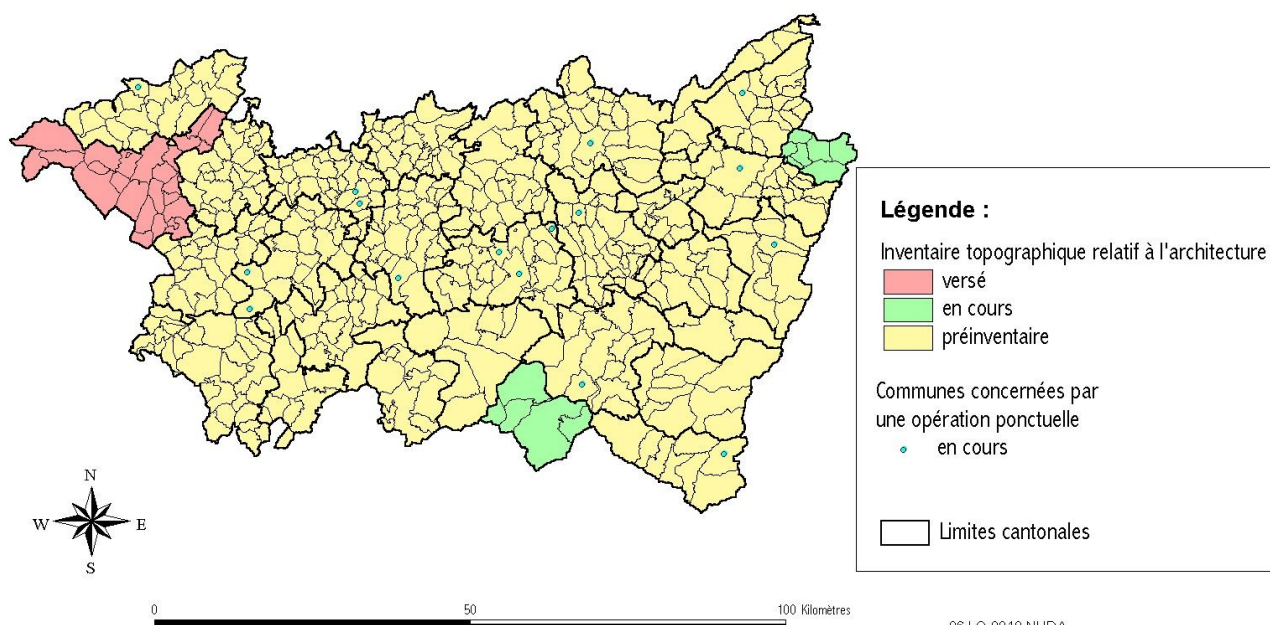 Légende :
Inventaire topographique relatif à l'architecture
versé
en cours
préinventaire
Communes concernées par
une opération ponctuelle
en cours
Limites cantonales
N
W E
S
0 50 100 Kilomètres